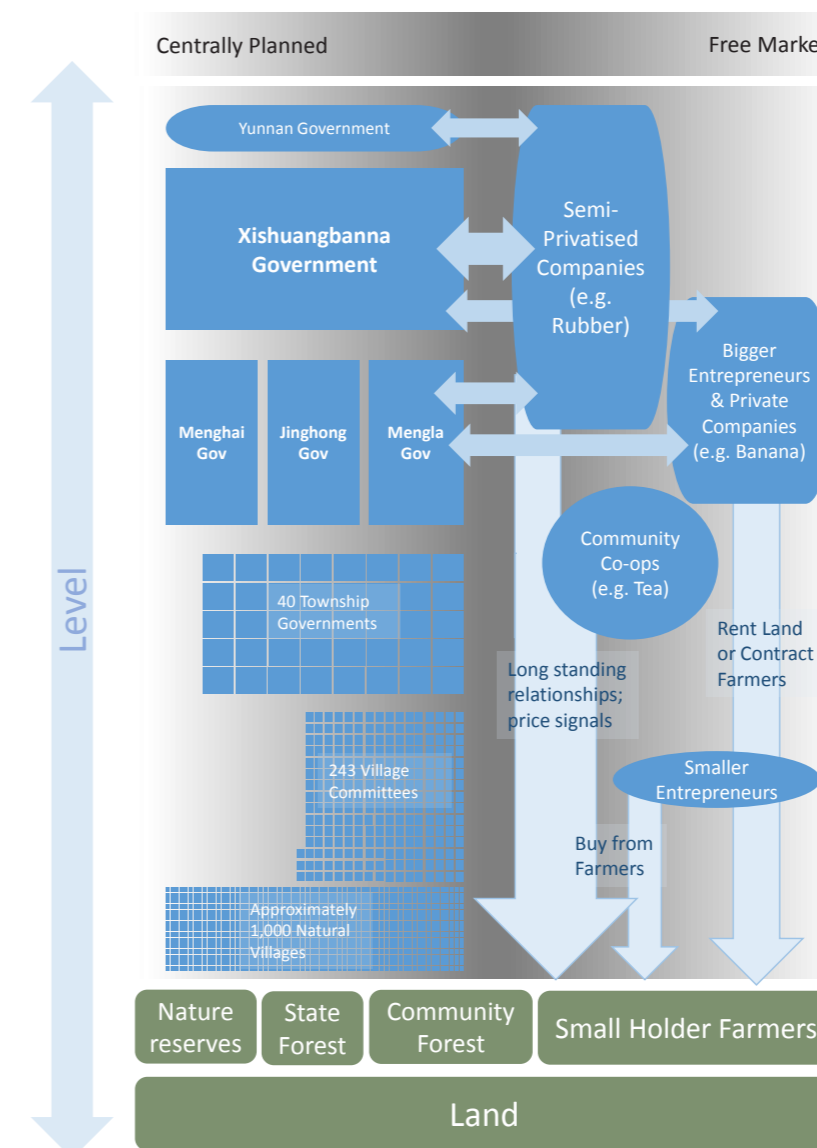 Centrally Planned
Free Marke
Level
Yunnan Government
Xishuangbanna
Government
Semi-
Privatised
Companies
(e.g.
Rubber)
Bigger
Entrepreneurs
& Private
Companies
(e.g. Banana)
Menghai
Gov
Jinghong
Gov
Mengla
Gov
Community
Co-ops
(e.g. Tea)
40 Township
Governments
Rent Land
or Contract
Farmers
Long standing
relationships;
price signals
243 Village
Committees
Smaller
Entrepreneurs
Buy from
Farmers
Approximately
1,000 Natural
Villages
Nature
reserves
State
Forest
Community
Forest
Small Holder Farmers
Land